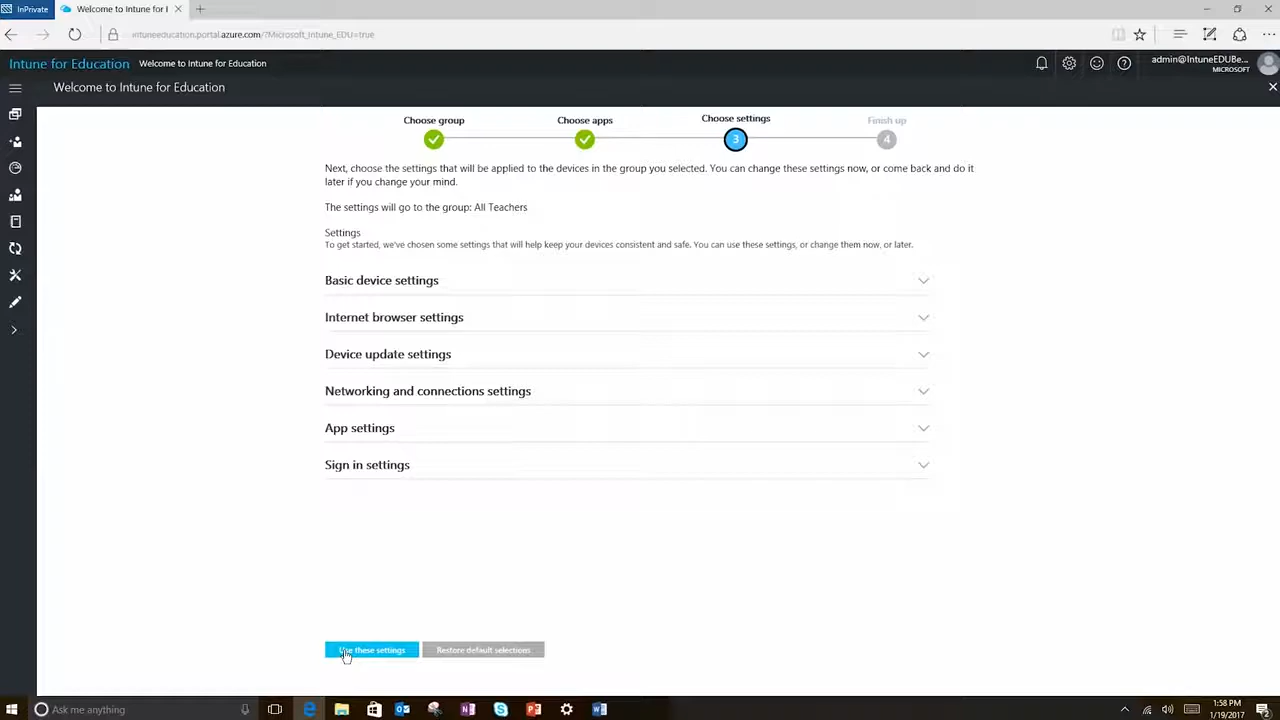 InPrivate
Welcome to Intune for I
intuneeducation.portal.azure.com/?Microsoft_Intune_EDU=true
Intune for Education Welcome to Intune for Education
admin@IntuneEDUBe...
MICROSOFT
Welcome to Intune for Education
Choose group
Choose apps
Choose settings
Finish up
3
4
Next, choose the settings that will be applied to the devices in the group you selected. You can change these settings now, or come back and do it
later if you change your mind.
The settings will go to the group: All Teachers
Settings
To get started, we've chosen some settings that will help keep your devices consistent and safe. You can use these settings, or change them now, or later.
Basic device settings
Internet browser settings
Device update settings
Networking and connections settings
App settings
Sign in settings
Use these settings
Restore default selections
Ask me anything
1:58 PM
1/19/2017
2